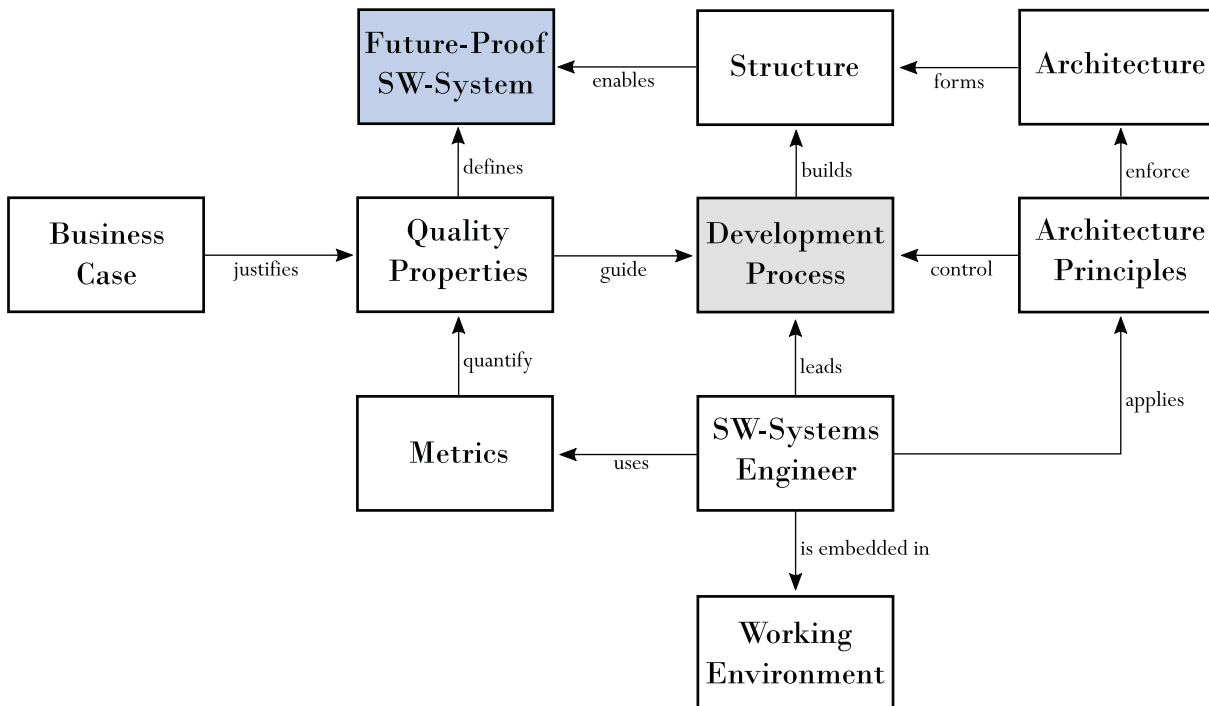 Future-Proof
SW-System
enables
Structure
forms
Architecture
defines
builds
enforce
Business
Case
justifies
Quality
Properties
guide
Development
Process
control
Architecture
Principles
quantify
leads
applies
Metrics
uses
SW-Systems
Engineer
is embedded in
Working
Environment